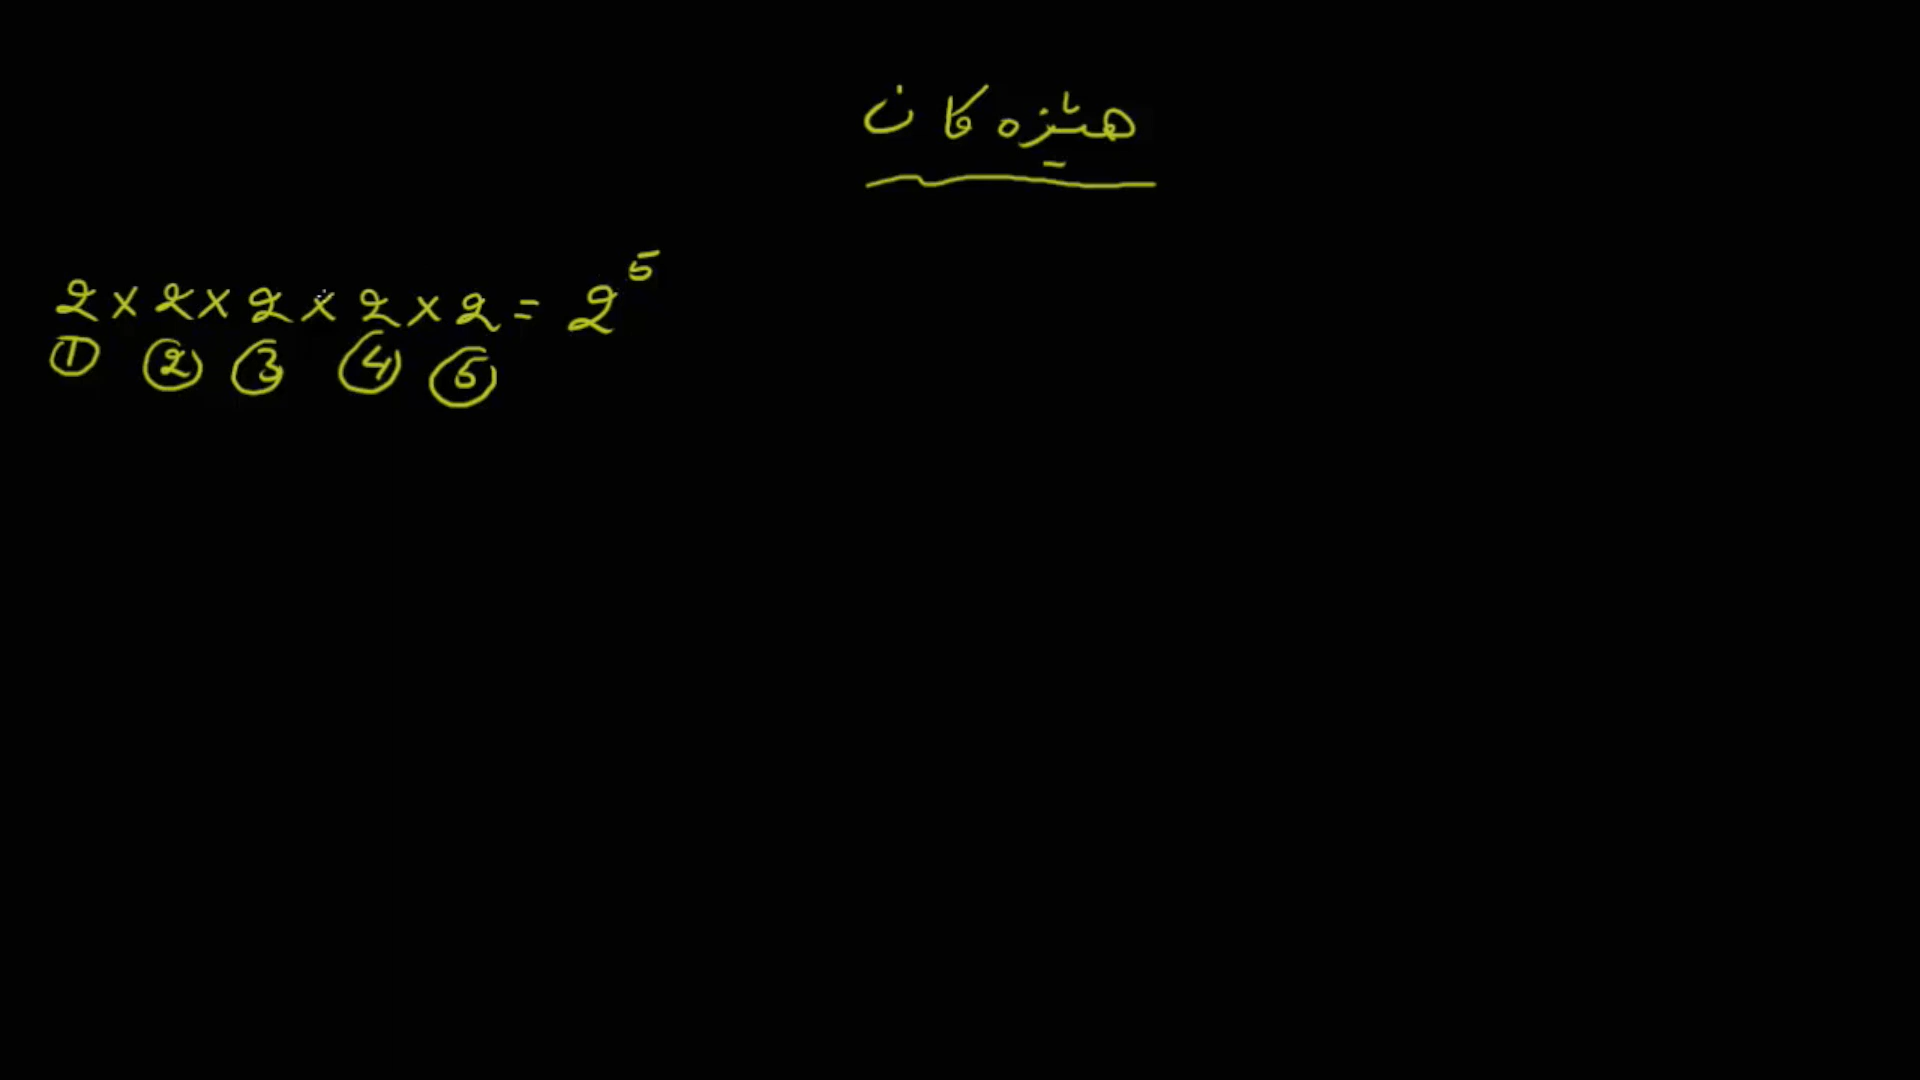 هێزەکان
2 × 2 × 2 × 2 × 2 = 2⁵
① ② ③ ④ ⑤